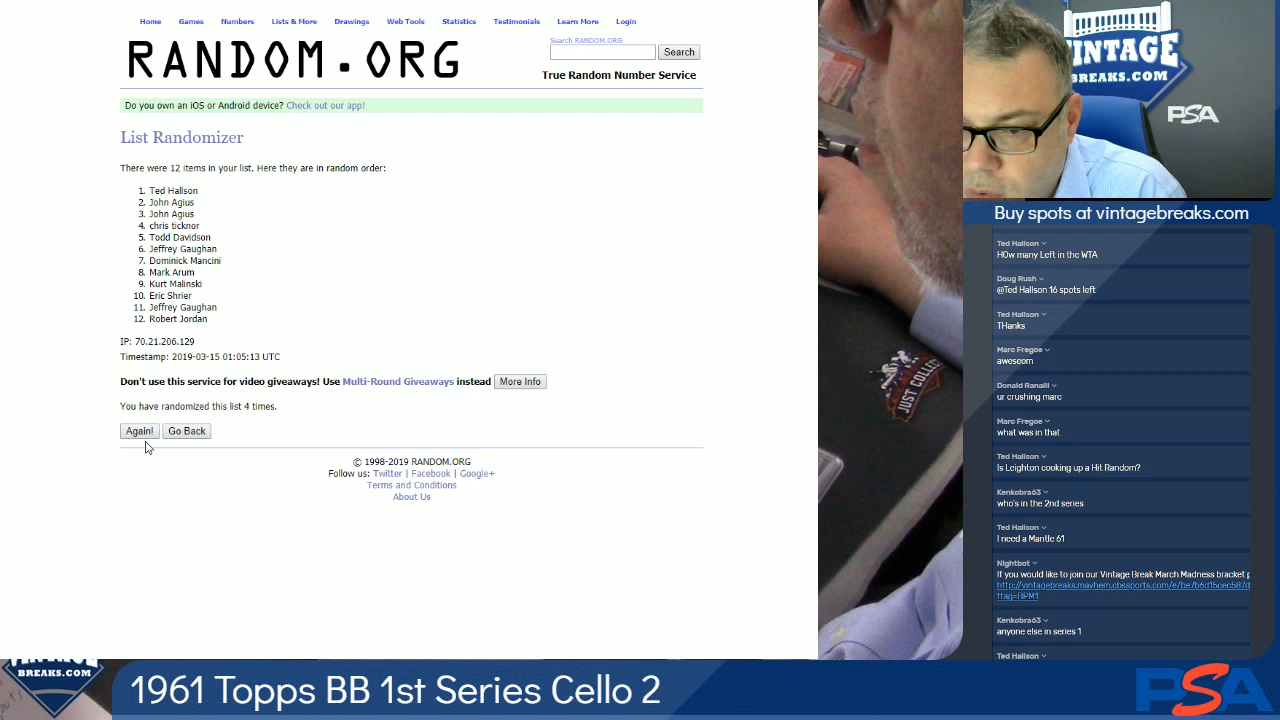 Home Games Numbers Lists & More Drawings Web Tools Statistics Testimonials Learn More Login
RANDOM.ORG
Search RANDOM.ORG
Search
True Random Number Service
Do you own an iOS or Android device? Check out our app!
List Randomizer
There were 12 items in your list. Here they are in random order:
1. Ted Hallson
2. John Agius
3. John Agius
4. chris ticknor
5. Todd Davidson
6. Jeffrey Gaughan
7. Dominick Mancini
8. Mark Arum
9. Kurt Malinski
10. Eric Shrier
11. Jeffrey Gaughan
12. Robert Jordan
IP: 70.21.206.129
Timestamp: 2019-03-15 01:05:13 UTC
Don't use this service for video giveaways! Use Multi-Round Giveaways instead More Info
You have randomized this list 4 times.
Again! Go Back
© 1998-2019 RANDOM.ORG
Follow us: Twitter | Facebook | Google+
Terms and Conditions
About Us
JUST COLLE
VINTAGE
BREAKS.COM
PSA
Buy spots at vintagebreaks.com
Ted Hallson
HOw many Left in the WTA
Doug Rush
@Ted Hallson 16 spots left
Ted Hallson
THanks
Marc Fregoe
aweseom
Donald Ranalli
ur crushing marc
Marc Fregoe
what was in that
Ted Hallson
Is Leighton cooking up a Hit Random?
Kenkobra63
who's in the 2nd series
Ted Hallson
I need a Mantle 61
Nightbot
If you would like to join our Vintage Break March Madness bracket p
http://vintagebreaks.mayhem.cbssports.com/e/be7b6d15cec587d
ttag=BPM1
Kenkobra63
anyone else in series 1
Ted Hallson
VINTAGE
BREAKS.COM
1961 Topps BB 1st Series Cello 2
PSA